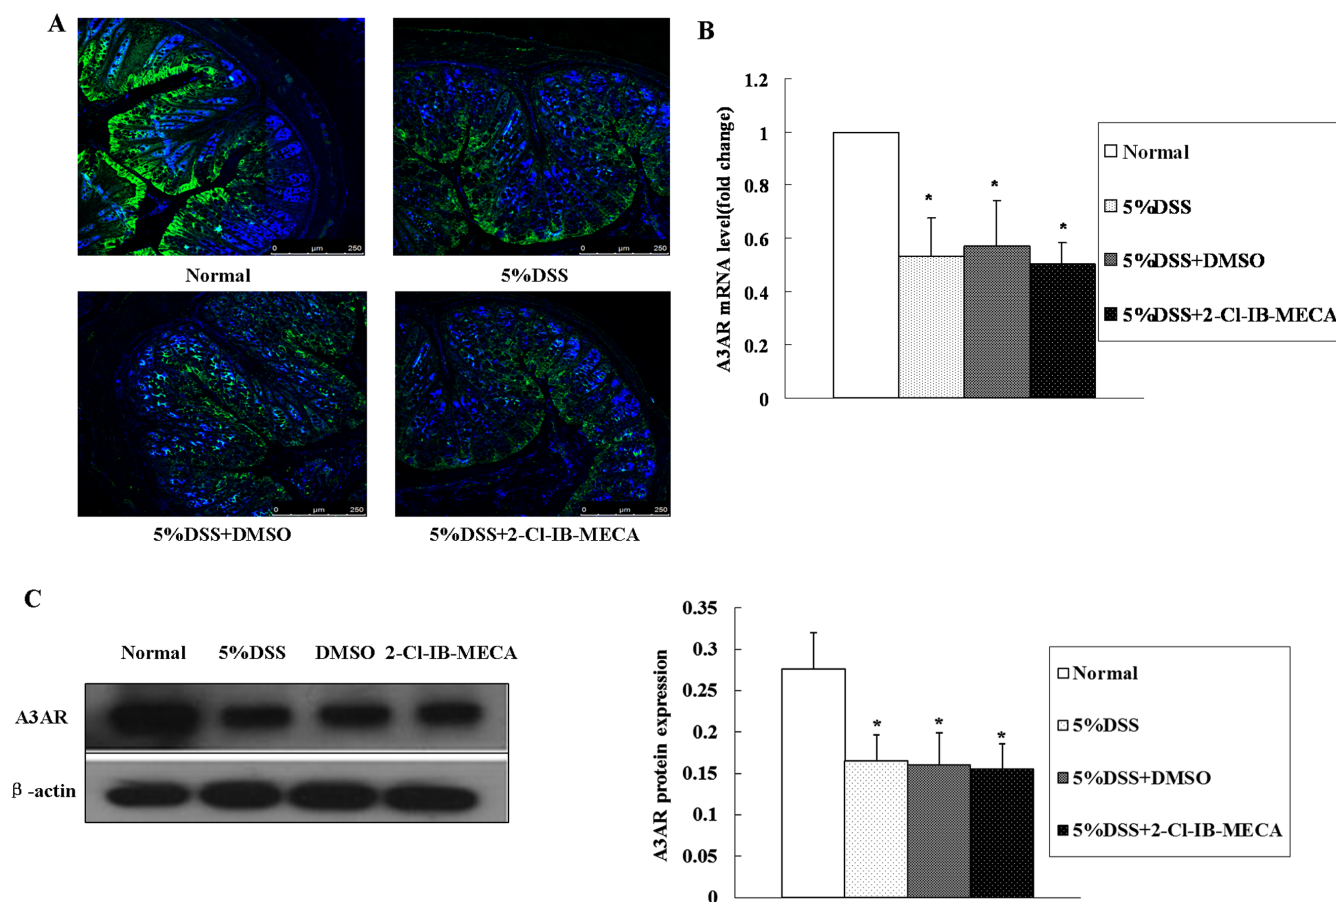 A
0 µm 250
0 µm 250
Normal
5%DSS
0 µm 250
0 µm 250
5%DSS+DMSO
5%DSS+2-Cl-IB-MECA
B
A3AR mRNA level(fold change)
1.2
1
0.8
0.6
0.4
0.2
0
*
*
*
Normal
5%DSS
5%DSS+DMSO
5%DSS+2-Cl-IB-MECA
C
Normal 5%DSS DMSO 2-Cl-IB-MECA
A3AR
β-actin
A3AR protein expression
0.35
0.3
0.25
0.2
0.15
0.1
0.05
0
*
*
*
Normal
5%DSS
5%DSS+DMSO
5%DSS+2-Cl-IB-MECA